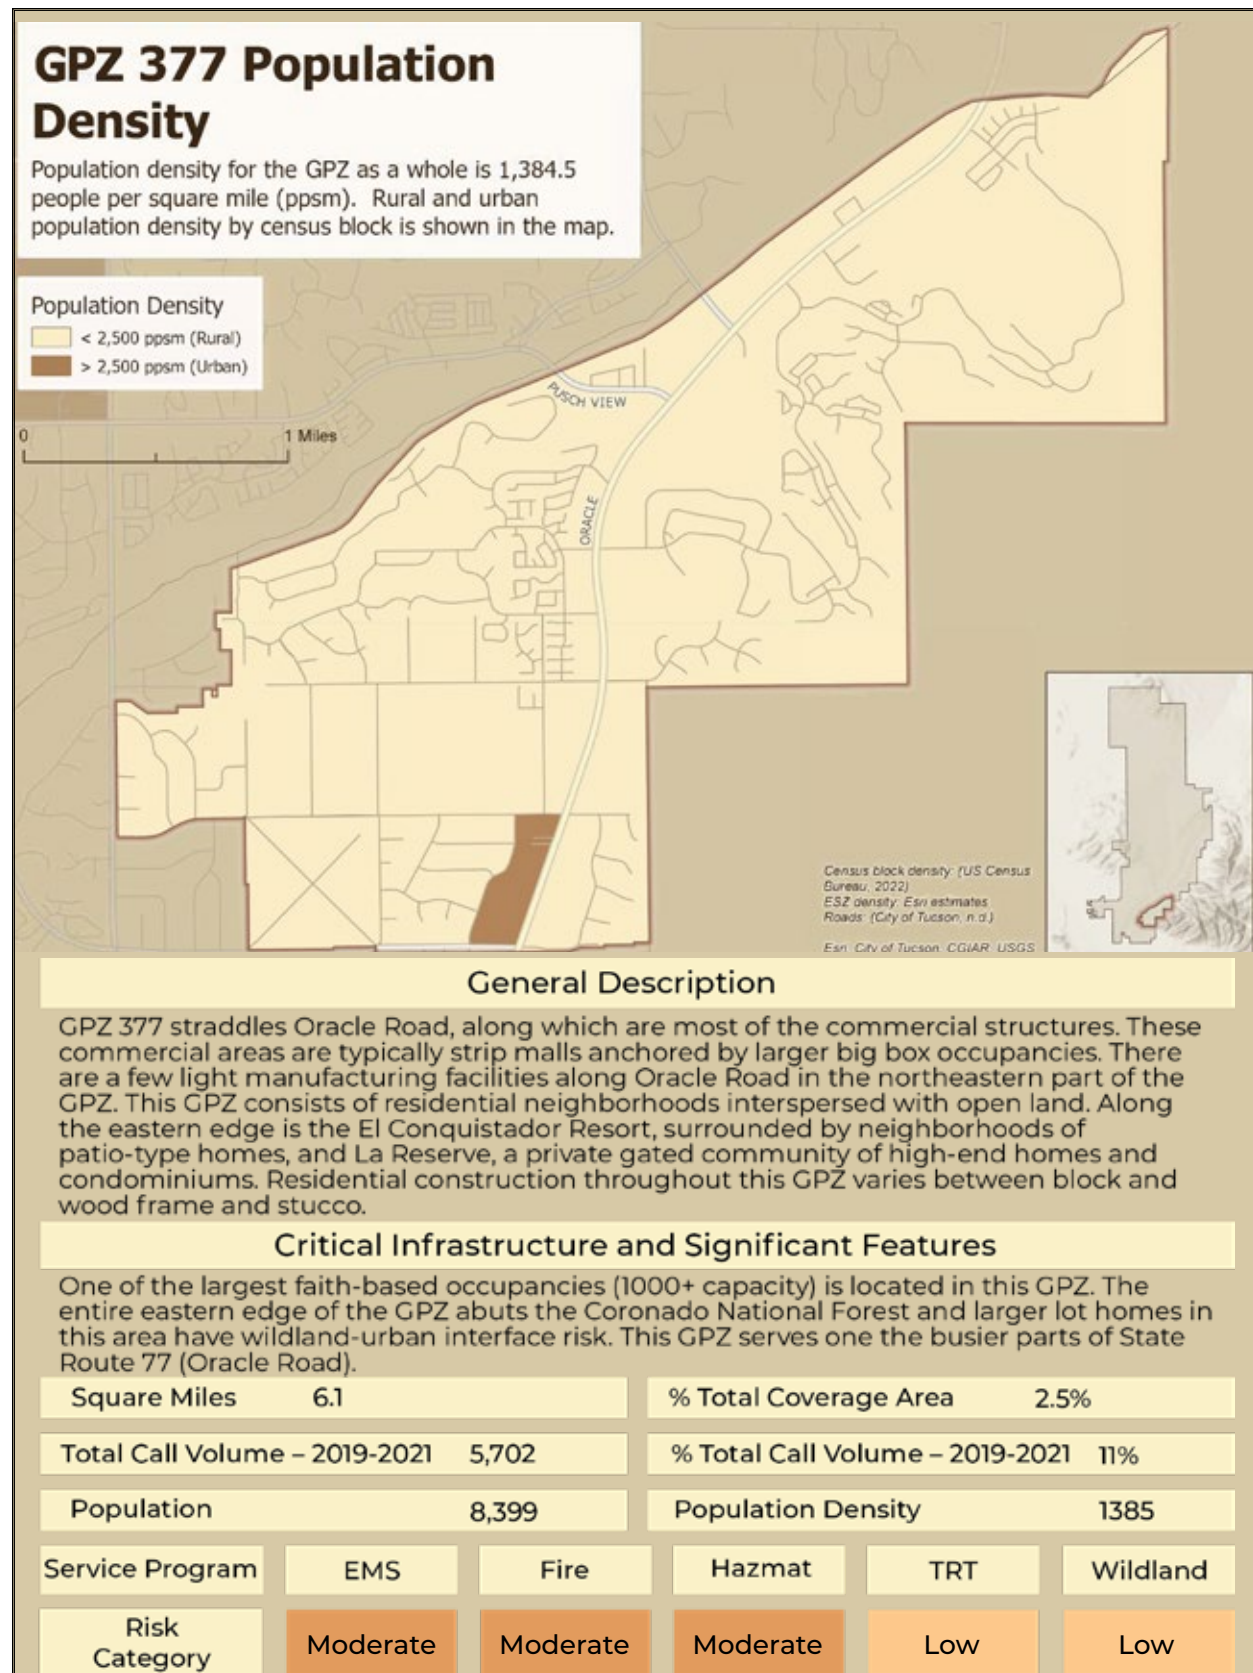 GPZ 377 Population
Density
Population density for the GPZ as a whole is 1,384.5
people per square mile (ppsm). Rural and urban
population density by census block is shown in the map.
Population Density
< 2,500 ppsm (Rural)
> 2,500 ppsm (Urban)
0
1 Miles
PUSCH VIEW
ORACLE
Census block density: (US Census
Bureau, 2022)
ESZ density: Esri estimates
Roads: (City of Tucson, n.d.)
Esri, City of Tucson, CGIAR, USGS
General Description
GPZ 377 straddles Oracle Road, along which are most of the commercial structures. These
commercial areas are typically strip malls anchored by larger big box occupancies. There
are a few light manufacturing facilities along Oracle Road in the northeastern part of the
GPZ. This GPZ consists of residential neighborhoods interspersed with open land. Along
the eastern edge is the El Conquistador Resort, surrounded by neighborhoods of
patio-type homes, and La Reserve, a private gated community of high-end homes and
condominiums. Residential construction throughout this GPZ varies between block and
wood frame and stucco.
Critical Infrastructure and Significant Features
One of the largest faith-based occupancies (1000+ capacity) is located in this GPZ. The
entire eastern edge of the GPZ abuts the Coronado National Forest and larger lot homes in
this area have wildland-urban interface risk. This GPZ serves one the busier parts of State
Route 77 (Oracle Road).
Square Miles 6.1
% Total Coverage Area 2.5%
Total Call Volume – 2019-2021 5,702
% Total Call Volume – 2019-2021 11%
Population 8,399
Population Density 1385
Service Program EMS Fire Hazmat TRT Wildland
Risk
Category Moderate Moderate Moderate Low Low